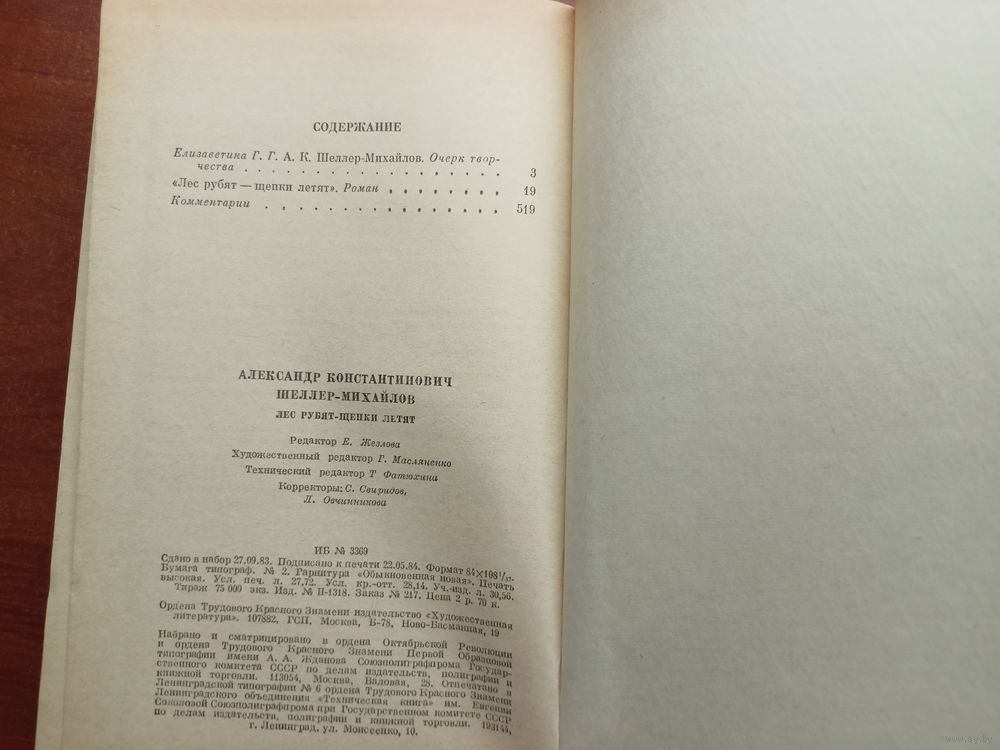 СОДЕРЖАНИЕ
Елизаветина Г. Г. А. К. Шеллер-Михайлов. Очерк твор-
чества . . . . . . . . . . . . . . . . 3
«Лес рубят — щепки летят». Роман . . . . . . . 19
Комментарии . . . . . . . . . . . . . 519
АЛЕКСАНДР КОНСТАНТИНОВИЧ
ШЕЛЛЕР-МИХАЙЛОВ
ЛЕС РУБЯТ-ЩЕПКИ ЛЕТЯТ
Редактор Е. Жезлова
Художественный редактор Г. Масляненко
Технический редактор Т Фатюхина
Корректоры: С. Свиридов,
Л. Овчинникова
ИБ № 3369
Сдано в набор 27.09.83. Подписано к печати 22.05.84. Формат 84×108 1/32.
Бумага типограф. № 2. Гарнитура «Обыкновенная новая». Печать
высокая. Усл. печ. л. 27,72. Усл. кр.-отт. 28,14. Уч.-изд. л. 30,56.
Тираж 75 000 экз. Изд. № II-1318. Заказ № 217. Цена 2 р. 70 к.
Ордена Трудового Красного Знамени издательство «Художественная
литература». 107882, ГСП, Москва, Б-78, Ново-Басманная, 19
Набрано и сматрицировано в ордена Октябрьской Революции
и ордена Трудового Красного Знамени Первой Образцовой
типографии имени А. А. Жданова Союзполиграфпрома Государ-
ственного комитета СССР по делам издательств, полиграфии и
книжной торговли. 113054, Москва, Валовая, 28. Отпечатано в
Ленинградской типографии № 6 ордена Трудового Красного Знамени
Ленинградского объединения «Техническая книга» им. Евгении
Соколовой Союзполиграфпрома при Государственном комитете СССР
по делам издательств, полиграфии и книжной торговли. 193144,
г. Ленинград, ул. Моисеенко, 10.
www.ay.by